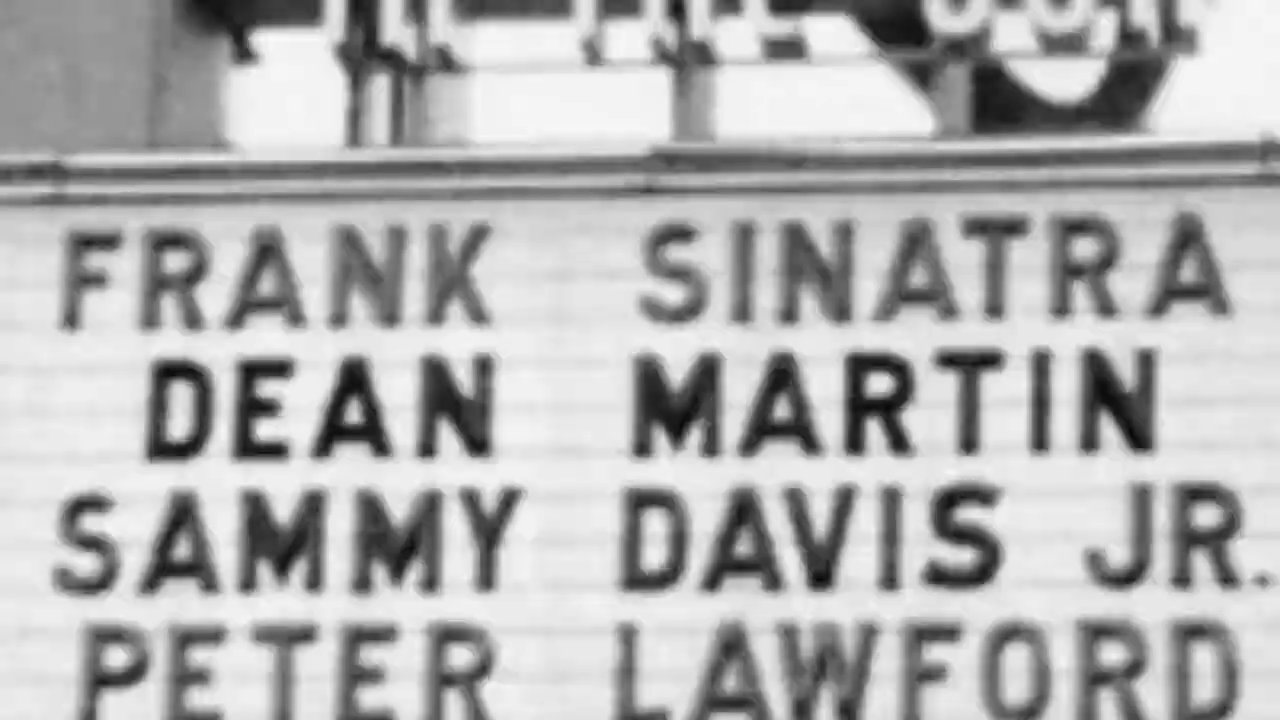 FRANK SINATRA
DEAN MARTIN
SAMMY DAVIS JR.
PETER LAWFORD